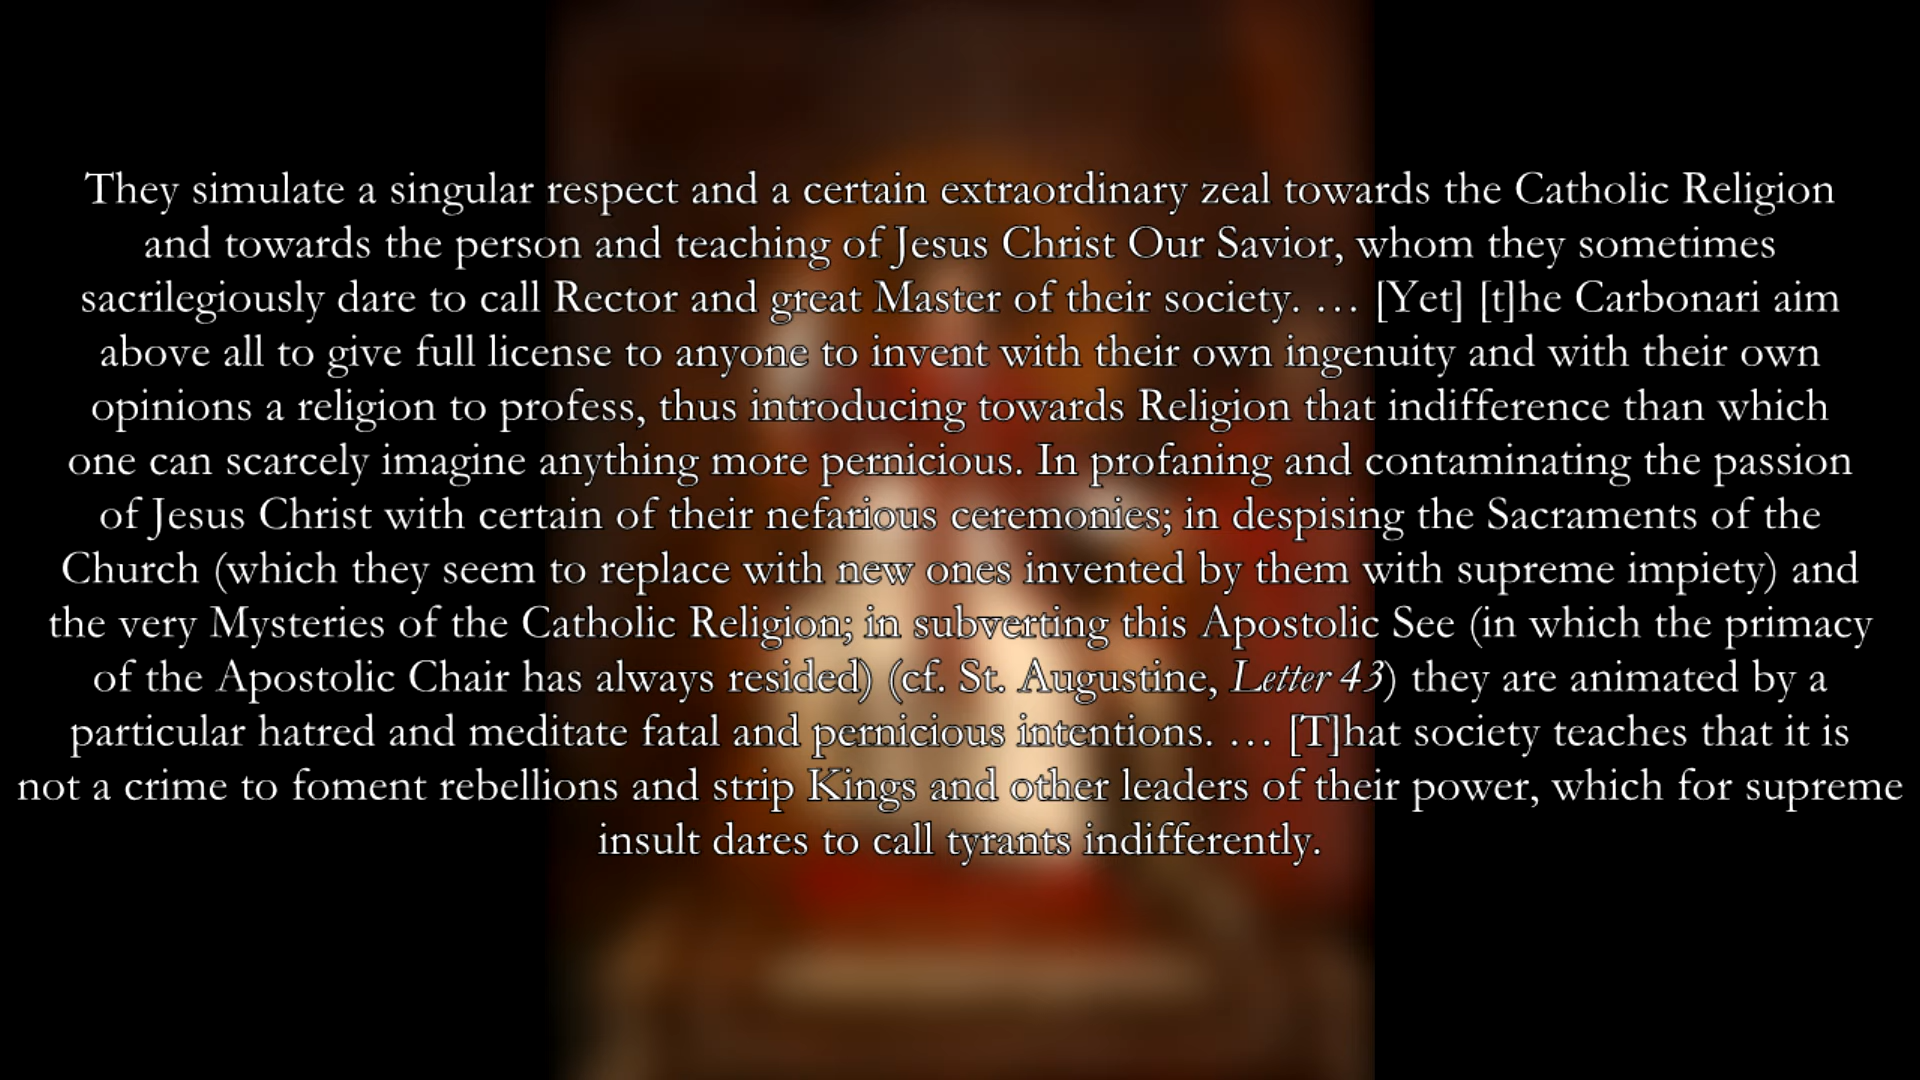 They simulate a singular respect and a certain extraordinary zeal towards the Catholic Religion
and towards the person and teaching of Jesus Christ Our Savior, whom they sometimes
sacrilegiously dare to call Rector and great Master of their society. … [Yet] [t]he Carbonari aim
above all to give full license to anyone to invent with their own ingenuity and with their own
opinions a religion to profess, thus introducing towards Religion that indifference than which
one can scarcely imagine anything more pernicious. In profaning and contaminating the passion
of Jesus Christ with certain of their nefarious ceremonies; in despising the Sacraments of the
Church (which they seem to replace with new ones invented by them with supreme impiety) and
the very Mysteries of the Catholic Religion; in subverting this Apostolic See (in which the primacy
of the Apostolic Chair has always resided) (cf. St. Augustine, Letter 43) they are animated by a
particular hatred and meditate fatal and pernicious intentions. … [T]hat society teaches that it is
not a crime to foment rebellions and strip Kings and other leaders of their power, which for supreme
insult dares to call tyrants indifferently.